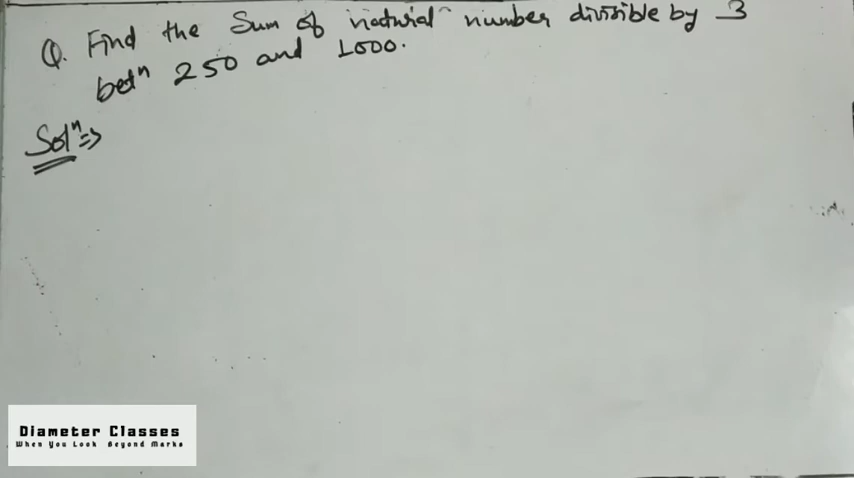 Q. Find the Sum of natural number divisible by 3
betⁿ 250 and 1000.
Solⁿ =>
Diameter Classes
When You Look Beyond Marks